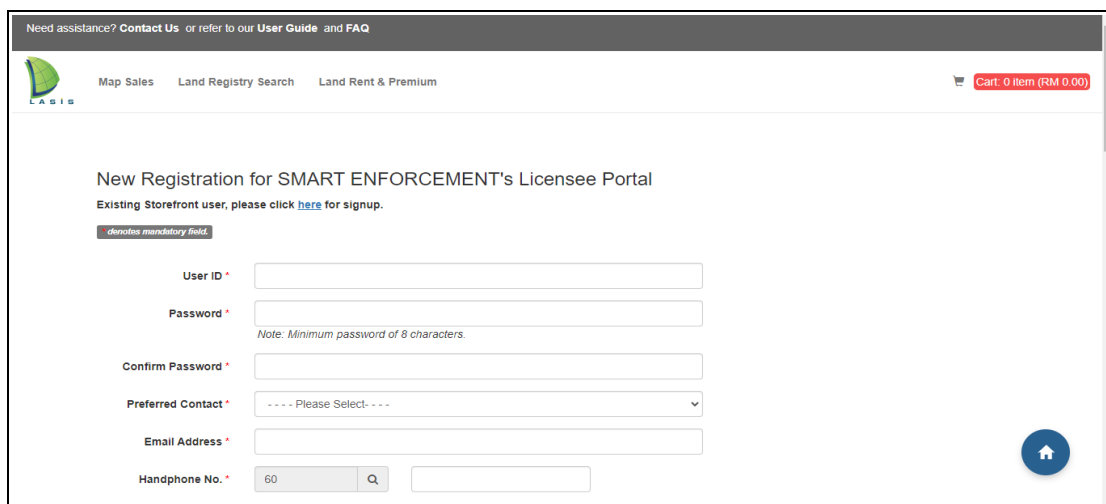 Need assistance? Contact Us or refer to our User Guide and FAQ
LASIS
Map Sales Land Registry Search Land Rent & Premium Cart: 0 item (RM 0.00)
New Registration for SMART ENFORCEMENT's Licensee Portal
Existing Storefront user, please click here for signup.
* denotes mandatory field.
User ID *
Password *
Note: Minimum password of 8 characters.
Confirm Password *
Preferred Contact * - - - - Please Select- - - -
Email Address *
Handphone No. * 60